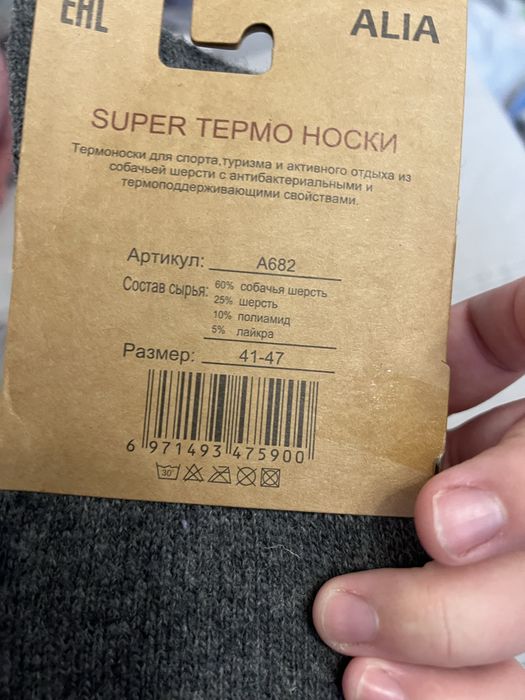 EAC
ALIA
SUPER ТЕРМО НОСКИ
Термоноски для спорта,туризма и активного отдыха из
собачьей шерсти с антибактериальными и
термоподдерживающими свойствами.
Артикул: A682
Состав сырья: 60% собачья шерсть
25% шерсть
10% полиамид
5% лайкра
Размер: 41-47
6 971493 475900
30°